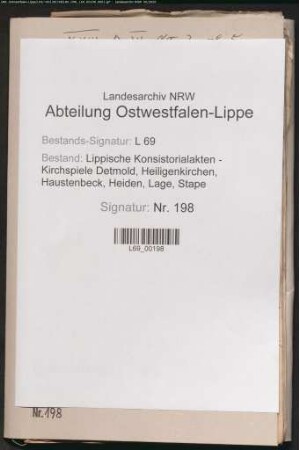 Landesarchiv NRW
Abteilung Ostwestfalen-Lippe
Bestands-Signatur: L 69
Bestand: Lippische Konsistorialakten -
Kirchspiele Detmold, Heiligenkirchen,
Haustenbeck, Heiden, Lage, Stape
Signatur: Nr. 198
L69_00198
Nr. 198